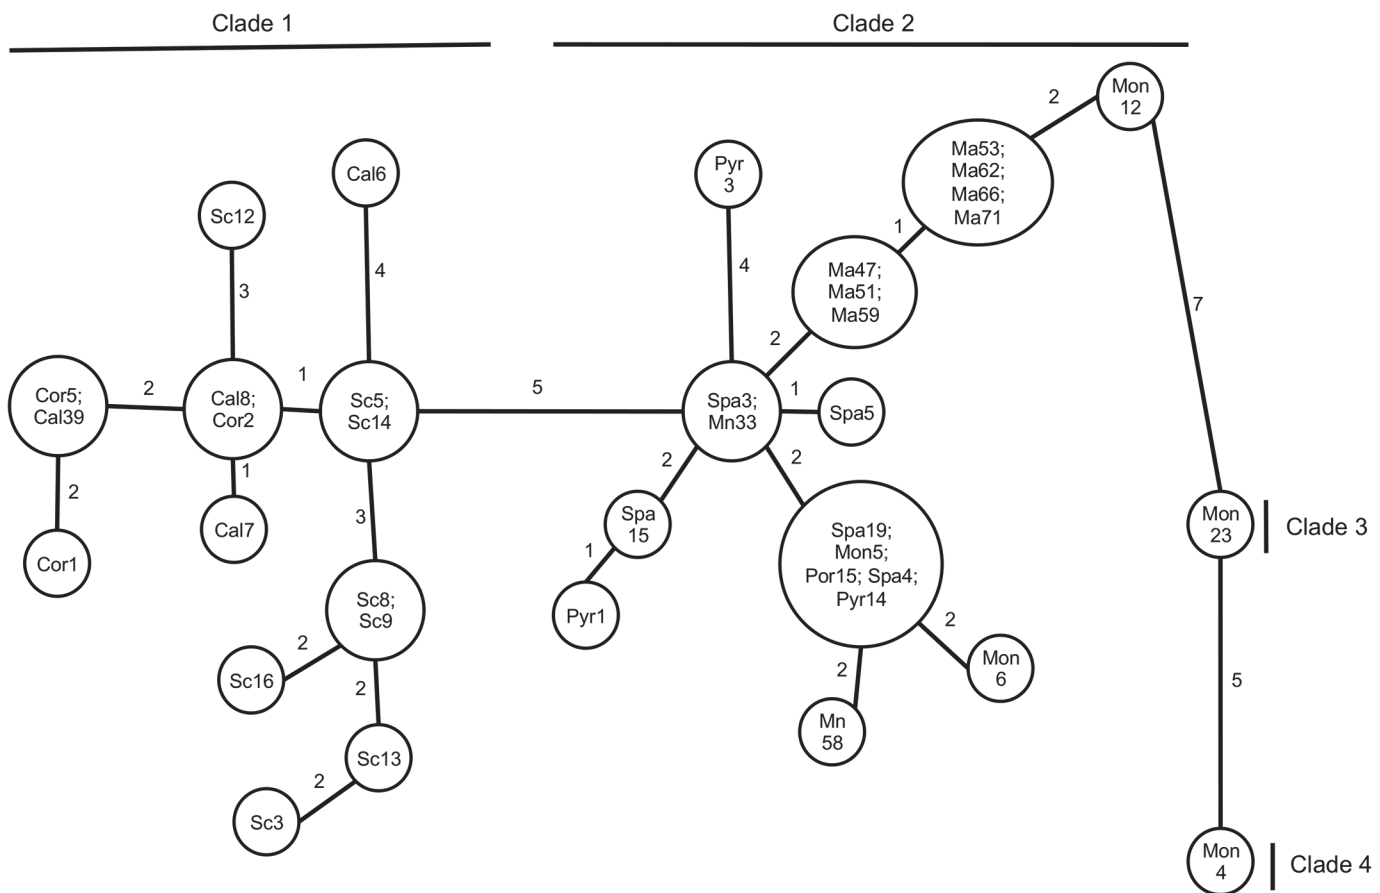 Clade 1
Clade 2
Mon
12
2
Ma53;
Ma62;
Ma66;
Ma71
Cal6
Pyr
3
Sc12
1
4
4
Ma47;
Ma51;
Ma59
3
7
2
Cor5;
Cal39
2
Cal8;
Cor2
1
Sc5;
Sc14
5
Spa3;
Mn33
1
Spa5
2
1
2
2
3
Cor1
Cal7
Spa
15
1
Pyr1
Spa19;
Mon5;
Por15; Spa4;
Pyr14
Mon
23
Clade 3
Sc8;
Sc9
2
Sc16
2
Sc13
2
Sc3
2
Mn
58
2
Mon
6
5
Mon
4
Clade 4